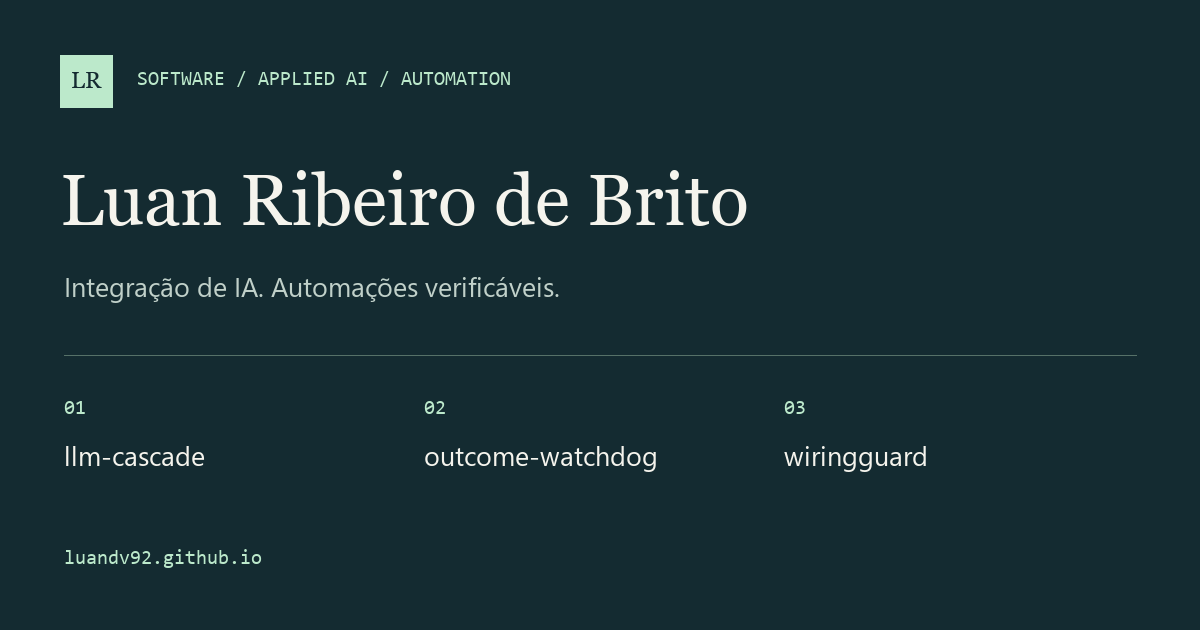 LR
SOFTWARE / APPLIED AI / AUTOMATION
Luan Ribeiro de Brito
Integração de IA. Automações verificáveis.
01
llm-cascade
02
outcome-watchdog
03
wiringguard
luandv92.github.io